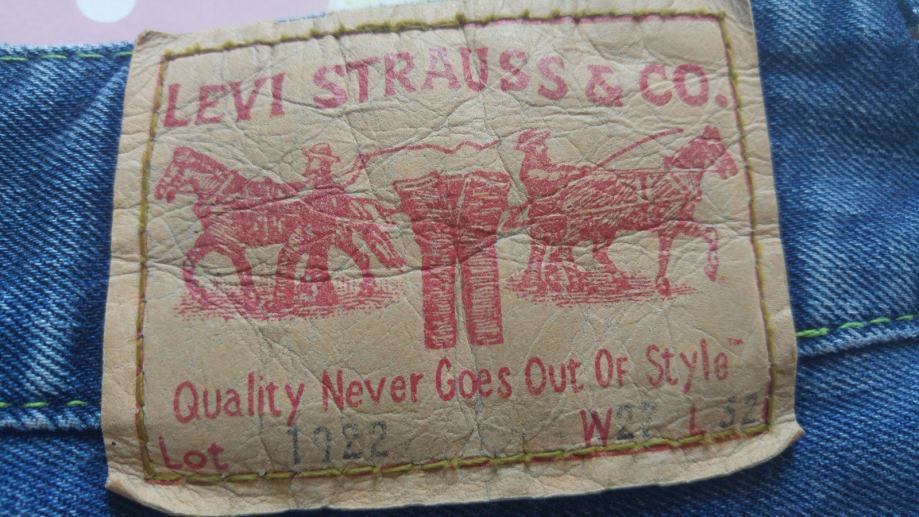 LEVI STRAUSS & CO.
Quality Never Goes Out Of Style™
Lot W L 32